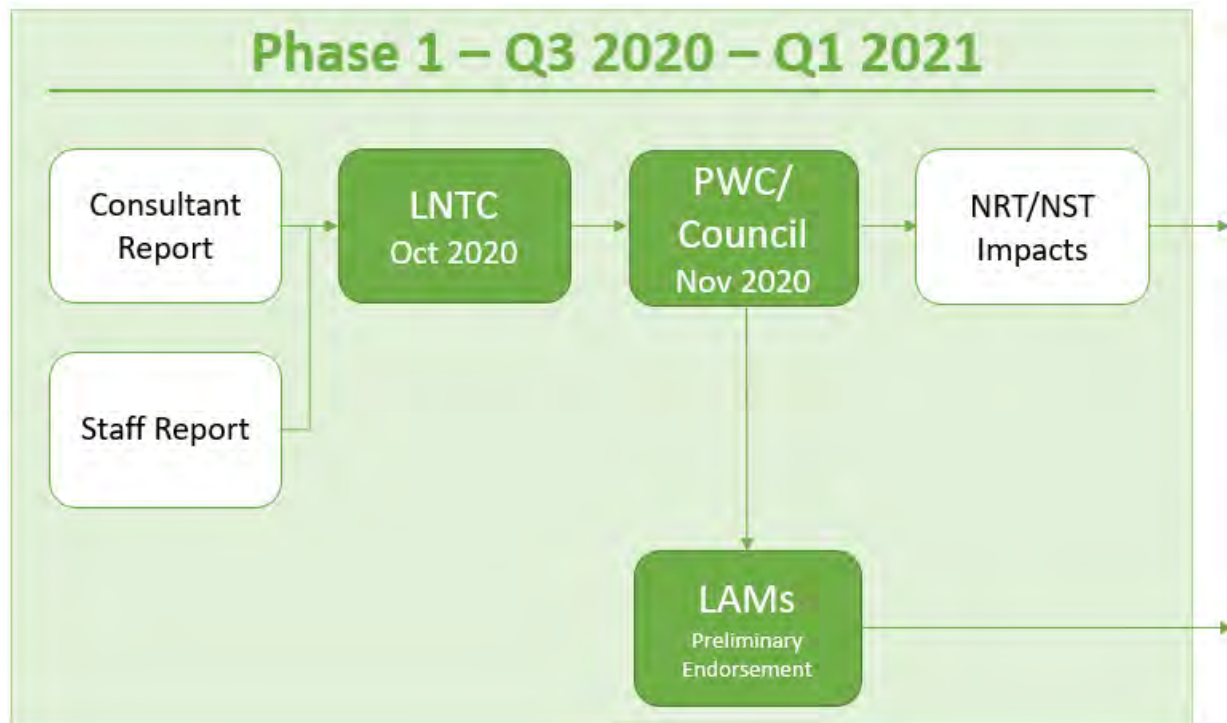 Phase 1 – Q3 2020 – Q1 2021
Consultant
Report
LNTC
Oct 2020
PWC/
Council
Nov 2020
NRT/NST
Impacts
Staff Report
LAMs
Preliminary
Endorsement